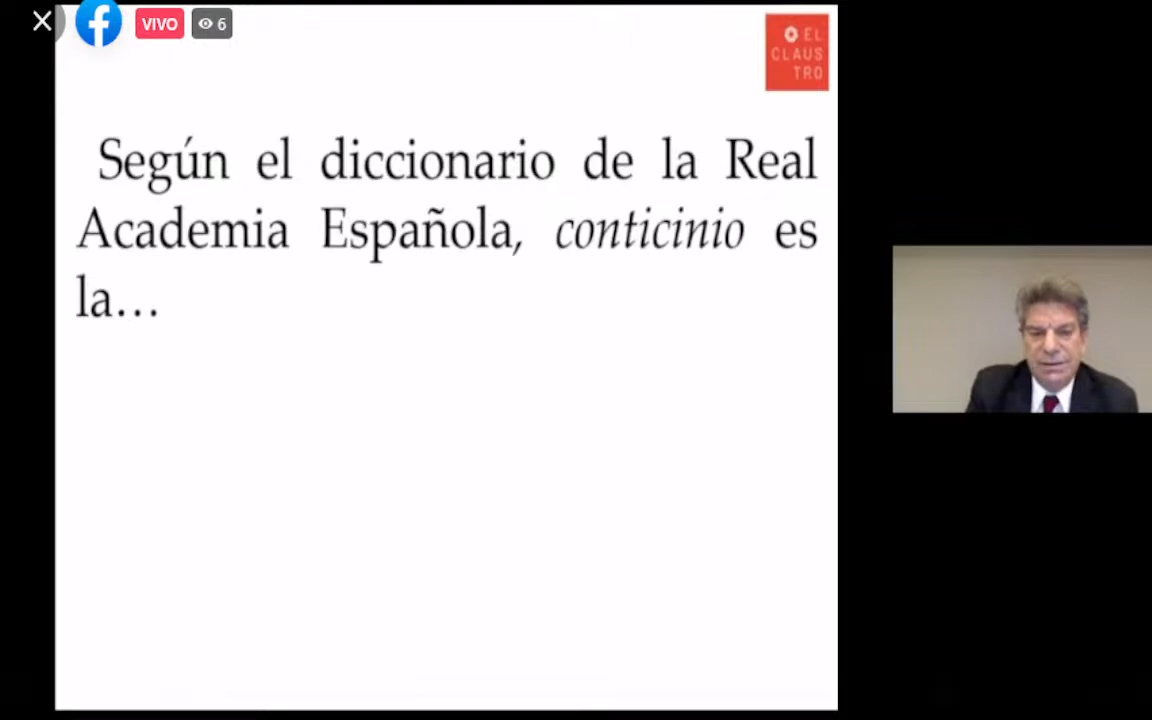 VIVO
6
EL
CLAUS
TRO
Según el diccionario de la Real
Academia Española, conticinio es
la…